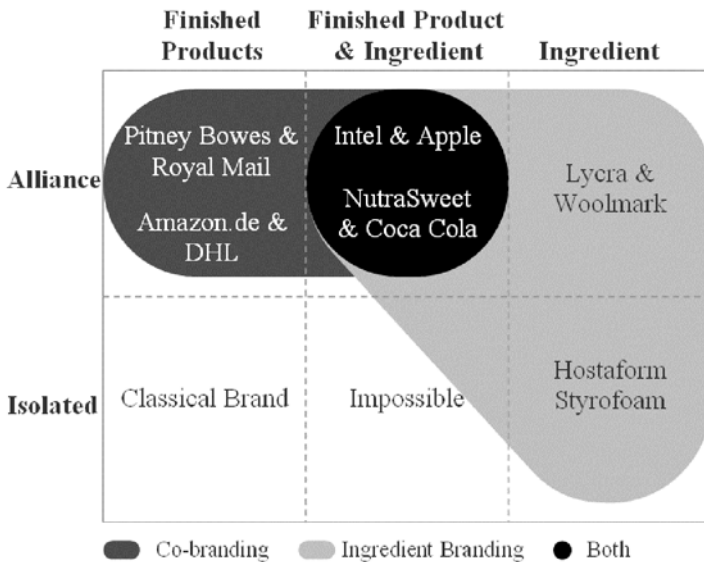 Finished
Products
Finished Product
& Ingredient
Ingredient
Alliance
Pitney Bowes &
Royal Mail
Amazon.de &
DHL
Intel & Apple
NutraSweet
& Coca Cola
Lycra &
Woolmark
Isolated
Classical Brand
Impossible
Hostaform
Styrofoam
Co-branding
Ingredient Branding
Both